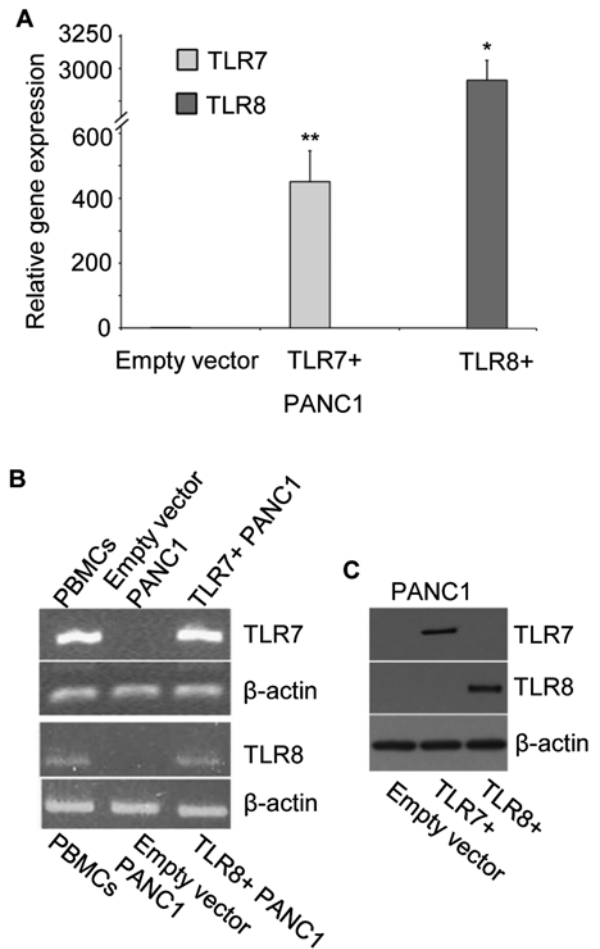 A
Relative gene expression
3250
3000
600
400
200
0
TLR7
TLR8
**
*
Empty vector
TLR7+
TLR8+
PANC1
B
PBMCs
Empty vector
PANC1
TLR7+ PANC1
TLR7
β-actin
TLR8
β-actin
PBMCs
Empty vector
PANC1
TLR8+ PANC1
C
PANC1
TLR7
TLR8
β-actin
Empty vector
TLR7+
TLR8+